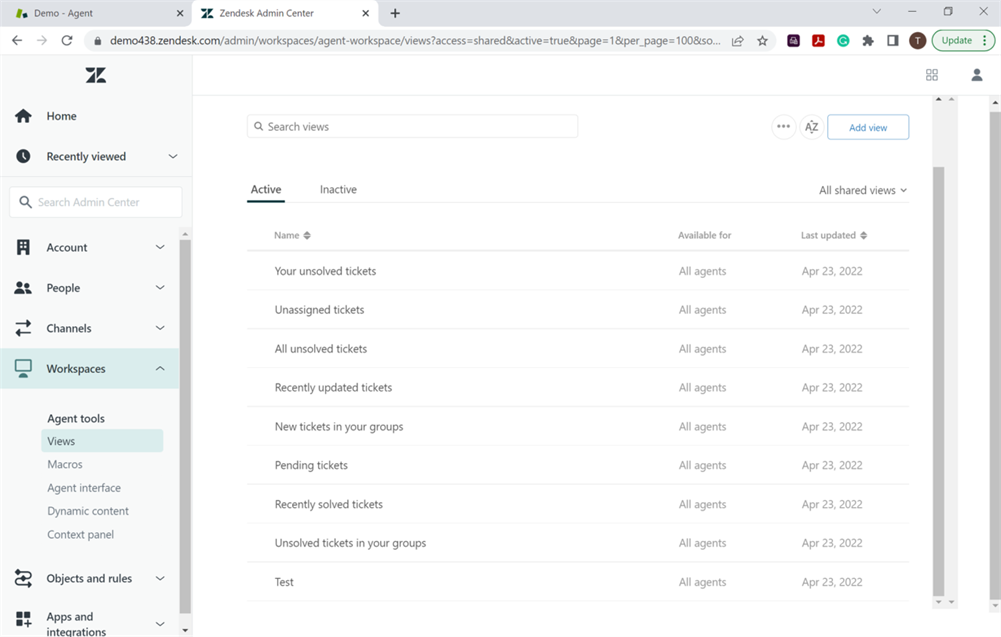 Demo - Agent
Zendesk Admin Center
demo438.zendesk.com/admin/workspaces/agent-workspace/views?access=shared&active=true&page=1&per_page=100&so...
T
Update
Home
Recently viewed
Search Admin Center
Account
People
Channels
Workspaces
Agent tools
Views
Macros
Agent interface
Dynamic content
Context panel
Objects and rules
Apps and
integrations
Search views
AZ
Add view
Active Inactive All shared views
Name Available for Last updated
Your unsolved tickets All agents Apr 23, 2022
Unassigned tickets All agents Apr 23, 2022
All unsolved tickets All agents Apr 23, 2022
Recently updated tickets All agents Apr 23, 2022
New tickets in your groups All agents Apr 23, 2022
Pending tickets All agents Apr 23, 2022
Recently solved tickets All agents Apr 23, 2022
Unsolved tickets in your groups All agents Apr 23, 2022
Test All agents Apr 23, 2022